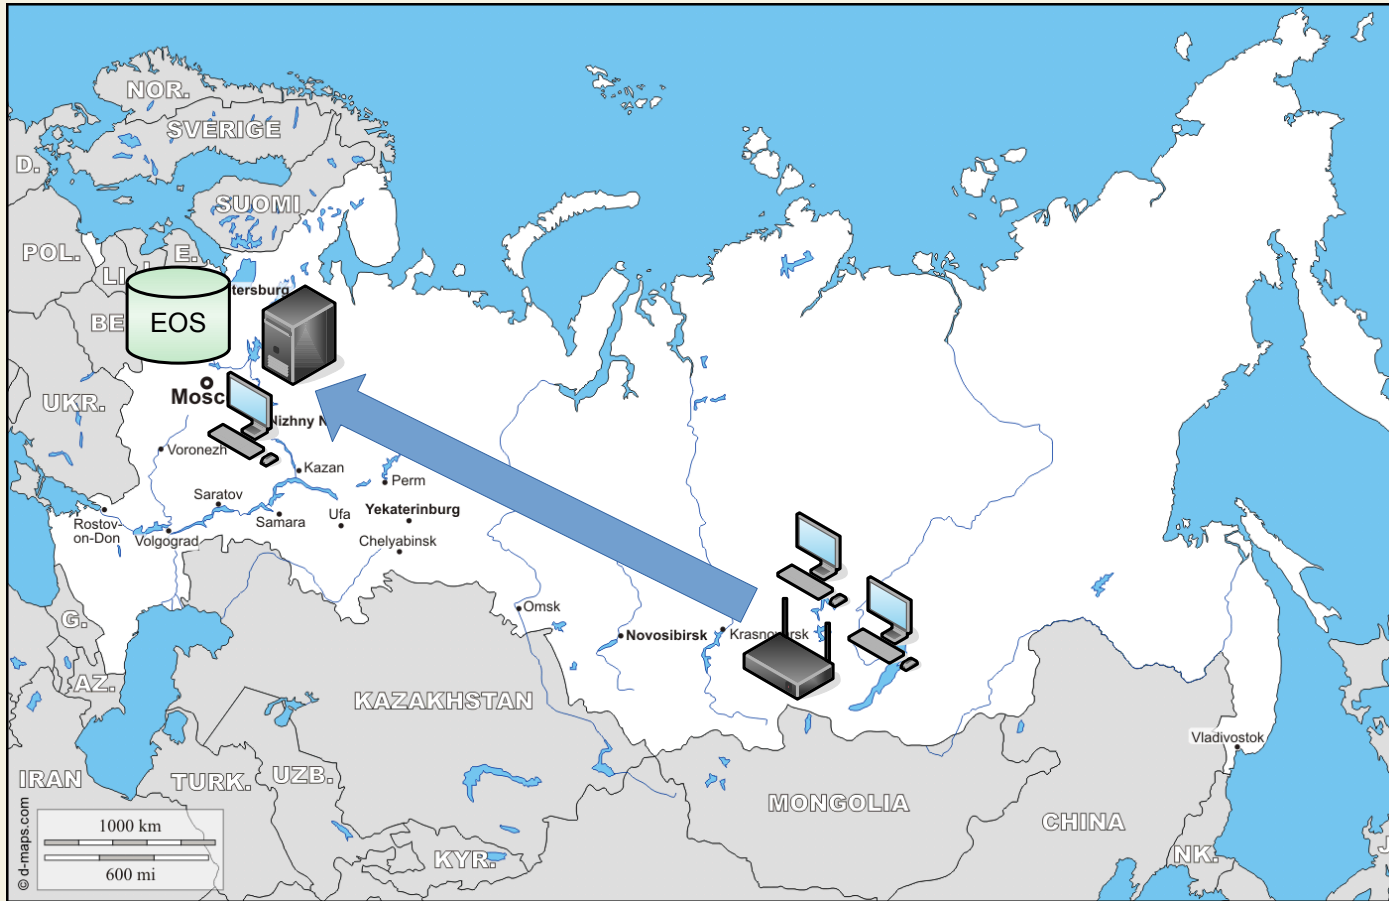 NOR.
SVERIGE
D.
SUOMI
POL.
E.
LI
tersburg
BE
EOS
Mosc
UKR.
Nizhny N
Voronezh
Kazan
Perm
Saratov
Yekaterinburg
Rostov-
on-Don
Samara
Ufa
Volgograd
Chelyabinsk
G.
Omsk
Novosibirsk
AZ.
KAZAKHSTAN
Vladivostok
IRAN
TURK.
UZB.
MONGOLIA
CHINA
KYR.
NK.
J
1000 km
600 mi
© d-maps.com